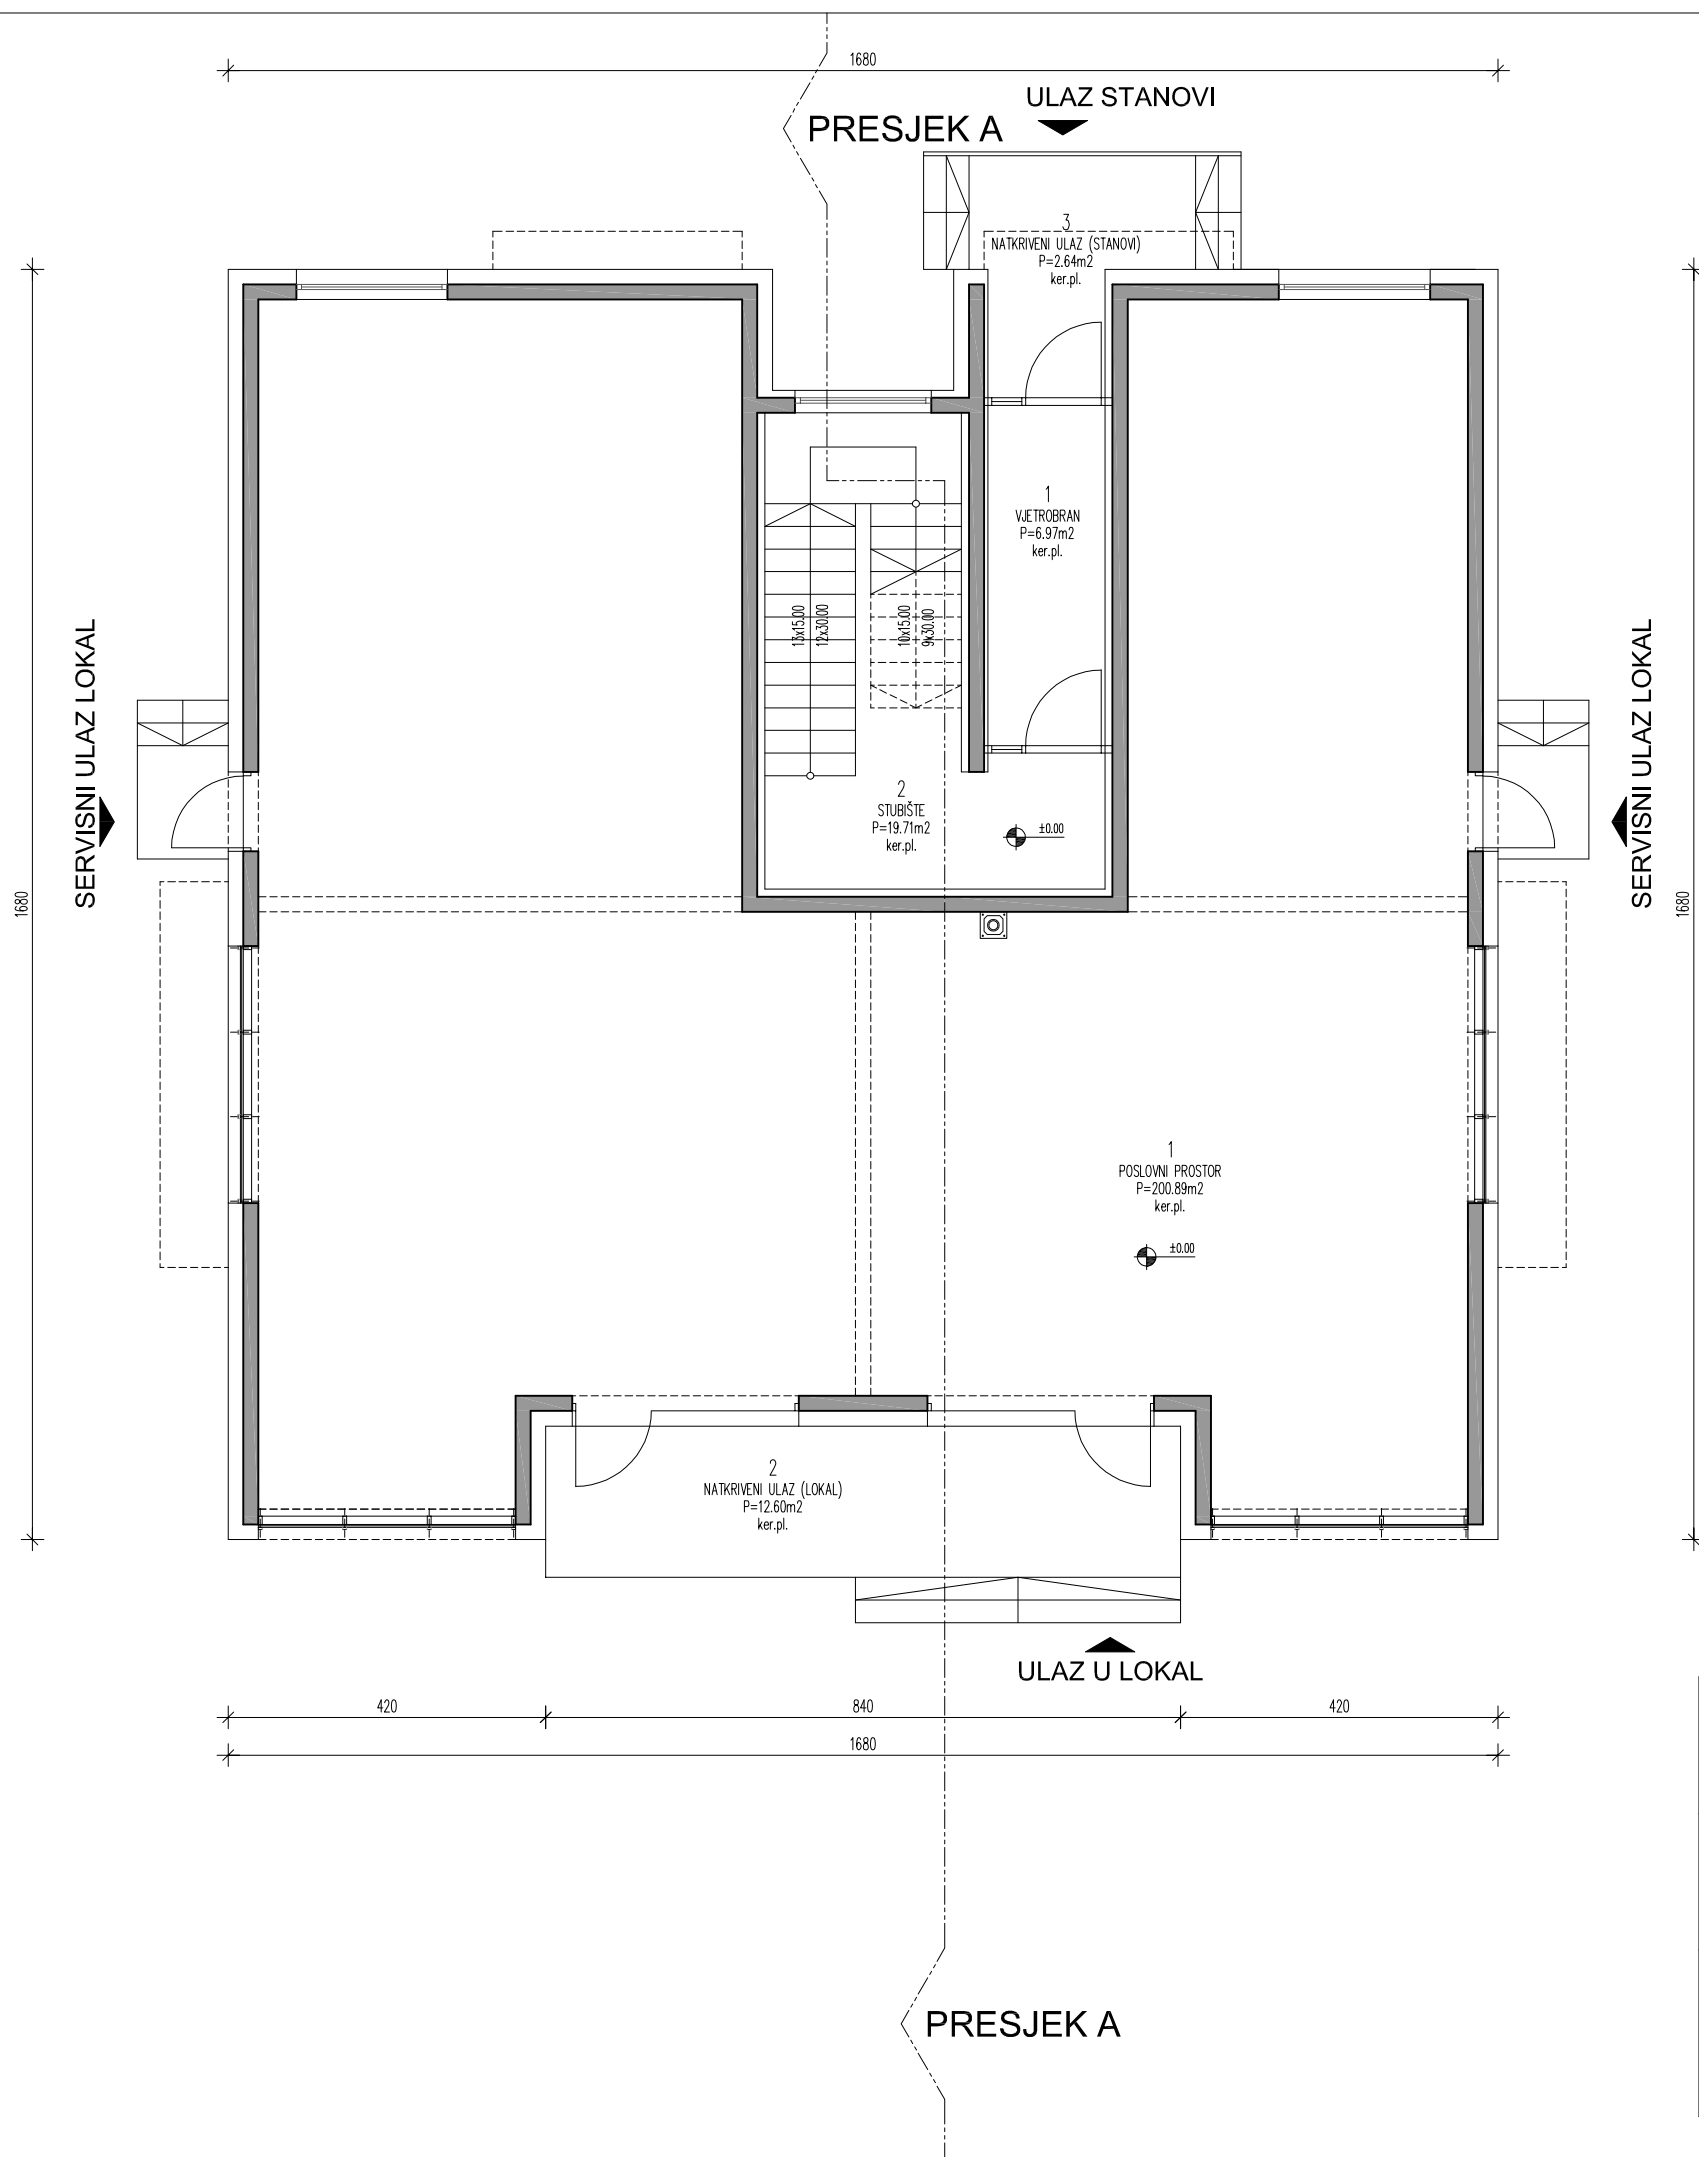 1680
ULAZ STANOVI
PRESJEK A
3
NATKRIVENI ULAZ (STANOVI)
P=2.64m2
ker.pl.
1
VJETROBRAN
P=6.97m2
ker.pl.
13x15.00
12x30.00
10x15.00
9x30.00
SERVISNI ULAZ LOKAL
SERVISNI ULAZ LOKAL
2
STUBIŠTE
P=19.71m2
ker.pl.
±0.00
1680
1680
1
POSLOVNI PROSTOR
P=200.89m2
ker.pl.
±0.00
2
NATKRIVENI ULAZ (LOKAL)
P=12.60m2
ker.pl.
ULAZ U LOKAL
420
840
420
1680
PRESJEK A